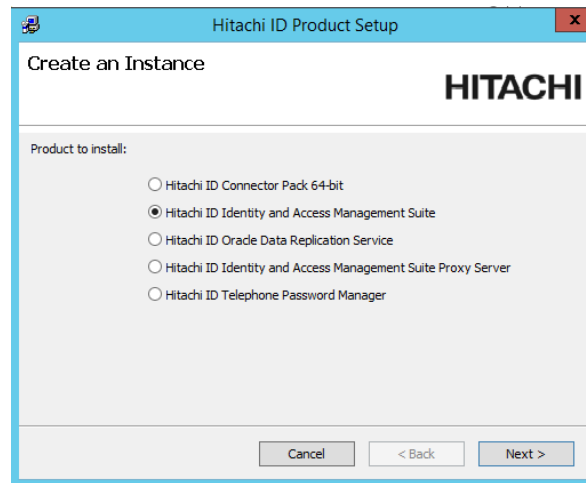 Hitachi ID Product Setup
x
Create an Instance
HITACHI
Product to install:
Hitachi ID Connector Pack 64-bit
Hitachi ID Identity and Access Management Suite
Hitachi ID Oracle Data Replication Service
Hitachi ID Identity and Access Management Suite Proxy Server
Hitachi ID Telephone Password Manager
Cancel
< Back
Next >